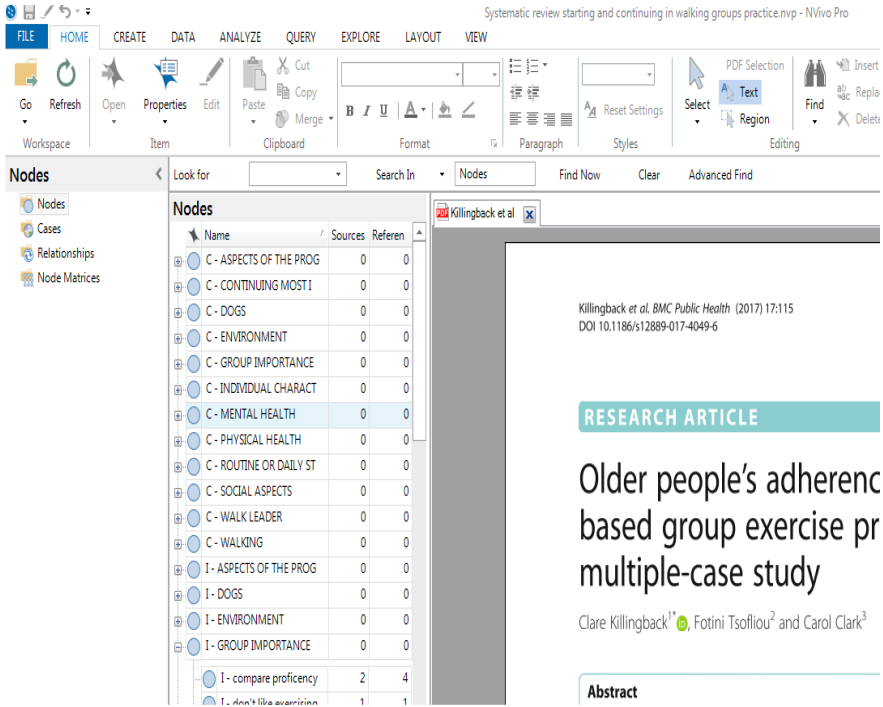 Systematic review starting and continuing in walking groups practice.nvp - NVivo Pro
FILE HOME CREATE DATA ANALYZE QUERY EXPLORE LAYOUT VIEW
Go Refresh Open Properties Edit Paste Cut Copy Merge
B I U A
Reset Settings
Select PDF Selection Text Region Find Insert Repla Delete
Workspace Item Clipboard Format Paragraph Styles Editing
Nodes
Nodes
Cases
Relationships
Node Matrices
Look for Search In Nodes Find Now Clear Advanced Find
Nodes
Name Sources Referen
C - ASPECTS OF THE PROG 0 0
C - CONTINUING MOST I 0 0
C - DOGS 0 0
C - ENVIRONMENT 0 0
C - GROUP IMPORTANCE 0 0
C - INDIVIDUAL CHARACT 0 0
C - MENTAL HEALTH 0 0
C - PHYSICAL HEALTH 0 0
C - ROUTINE OR DAILY ST 0 0
C - SOCIAL ASPECTS 0 0
C - WALK LEADER 0 0
C - WALKING 0 0
I - ASPECTS OF THE PROG 0 0
I - DOGS 0 0
I - ENVIRONMENT 0 0
I - GROUP IMPORTANCE 0 0
I - compare proficency 2 4
I - don't like exercising 1 1
PDF Killingback et al
Killingback et al. BMC Public Health (2017) 17:115
DOI 10.1186/s12889-017-4049-6
RESEARCH ARTICLE
Older people's adherenc
based group exercise pr
multiple-case study
Clare Killingback1* iD, Fotini Tsofliou2 and Carol Clark3
Abstract